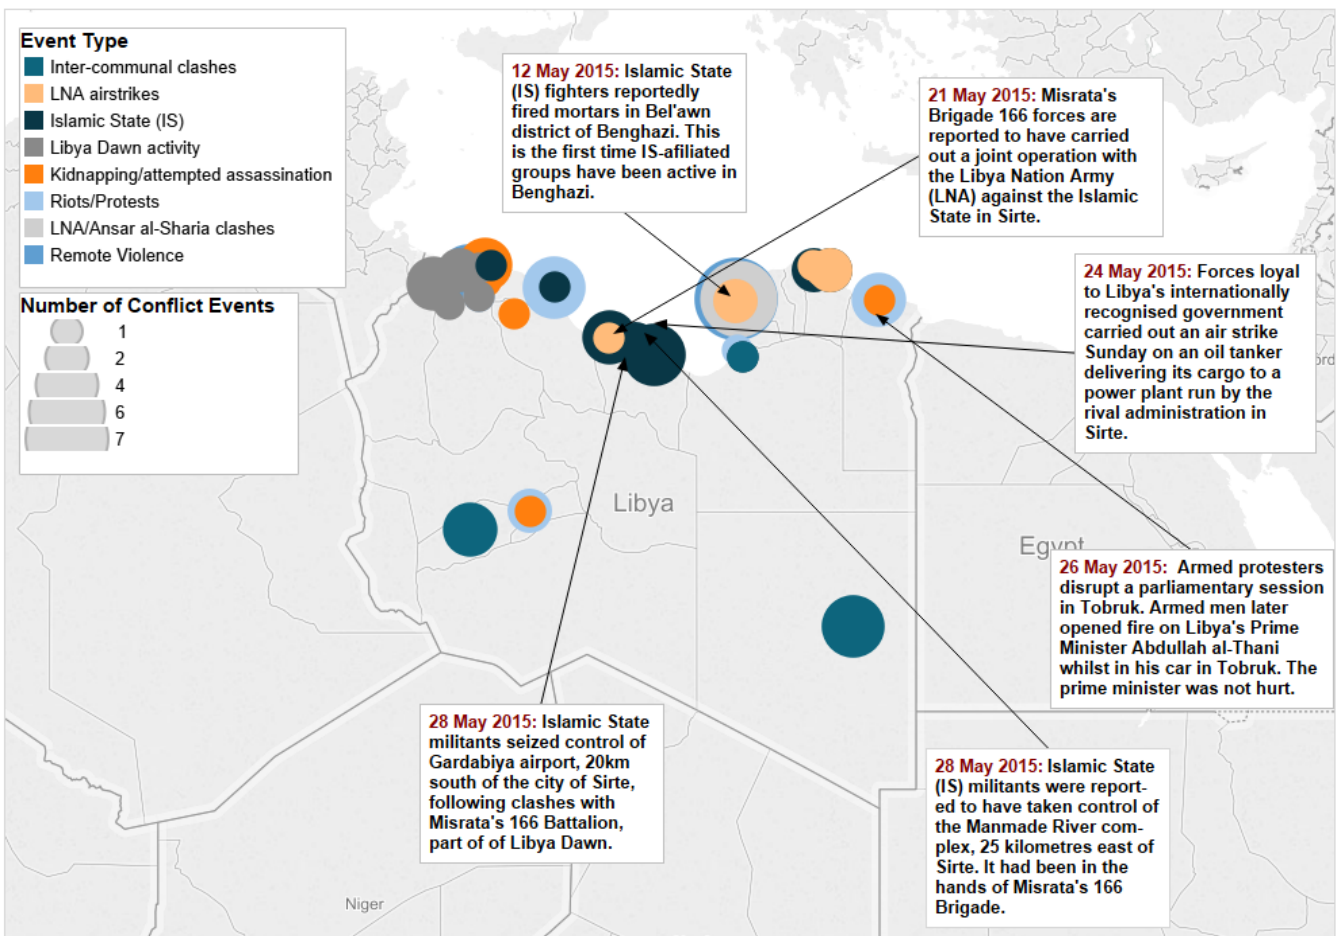 Event Type
Inter-communal clashes
LNA airstrikes
Islamic State (IS)
Libya Dawn activity
Kidnapping/attempted assassination
Riots/Protests
LNA/Ansar al-Sharia clashes
Remote Violence
Number of Conflict Events
1
2
4
6
7
12 May 2015: Islamic State
(IS) fighters reportedly
fired mortars in Bel'awn
district of Benghazi. This
is the first time IS-afiliated
groups have been active in
Benghazi.
21 May 2015: Misrata's
Brigade 166 forces are
reported to have carried
out a joint operation with
the Libya Nation Army
(LNA) against the Islamic
State in Sirte.
24 May 2015: Forces loyal
to Libya's internationally
recognised government
carried out an air strike
Sunday on an oil tanker
delivering its cargo to a
power plant run by the
rival administration in
Sirte.
Libya
Egypt
26 May 2015: Armed protesters
disrupt a parliamentary session
in Tobruk. Armed men later
opened fire on Libya's Prime
Minister Abdullah al-Thani
whilst in his car in Tobruk. The
prime minister was not hurt.
28 May 2015: Islamic State
militants seized control of
Gardabiya airport, 20km
south of the city of Sirte,
following clashes with
Misrata's 166 Battalion,
part of of Libya Dawn.
28 May 2015: Islamic State
(IS) militants were report-
ed to have taken control of
the Manmade River com-
plex, 25 kilometres east of
Sirte. It had been in the
hands of Misrata's 166
Brigade.
Niger